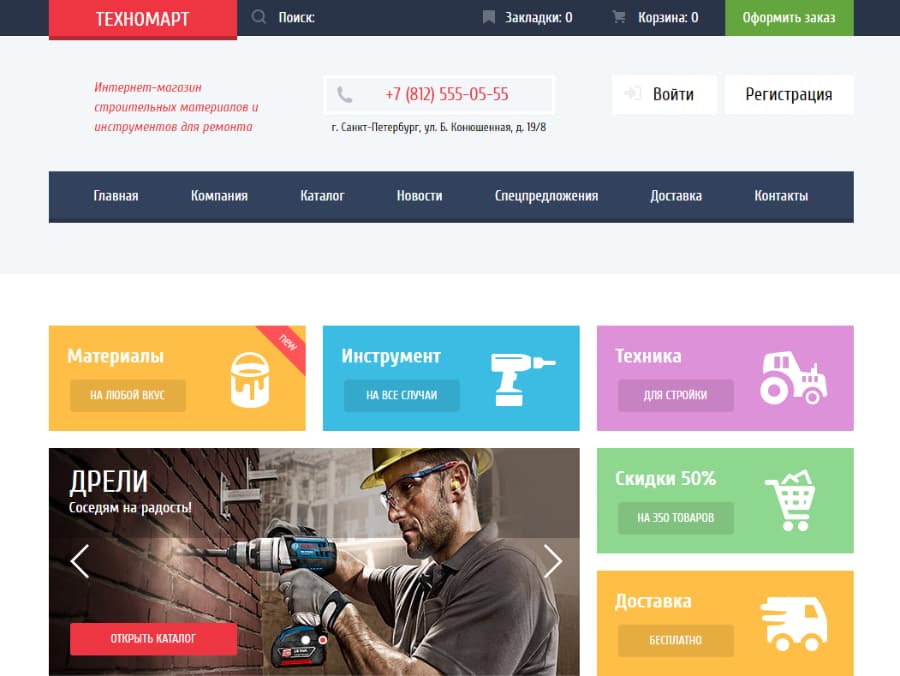 ТЕХНОМАРТ
Поиск:
Закладки: 0
Корзина: 0
Оформить заказ
Интернет-магазин
строительных материалов и
инструментов для ремонта
+7 (812) 555-05-55
г. Санкт-Петербург, ул. Б. Конюшенная, д. 19/8
Войти
Регистрация
Главная
Компания
Каталог
Новости
Спецпредложения
Доставка
Контакты
Материалы
НА ЛЮБОЙ ВКУС
new
Инструмент
НА ВСЕ СЛУЧАИ
Техника
ДЛЯ СТРОЙКИ
ДРЕЛИ
Соседям на радость!
ОТКРЫТЬ КАТАЛОГ
Скидки 50%
НА 350 ТОВАРОВ
Доставка
БЕСПЛАТНО